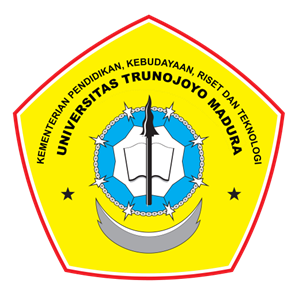 KEMENTERIAN PENDIDIKAN, KEBUDAYAAN, RISET DAN TEKNOLOGI
UNIVERSITAS TRUNOJOYO MADURA